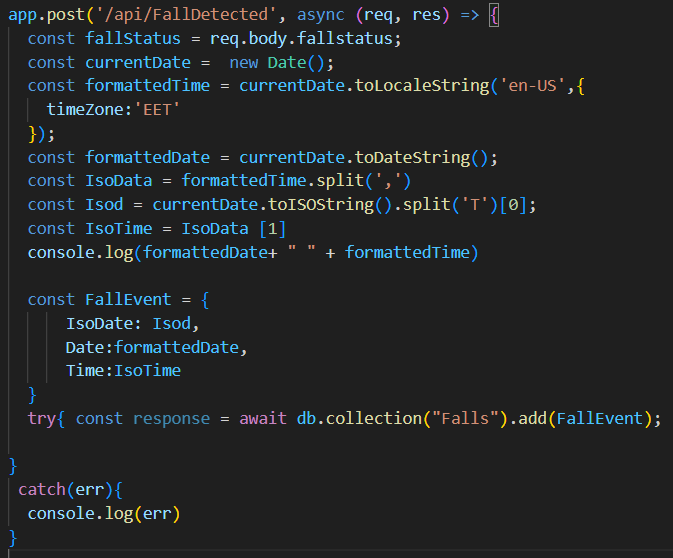 app.post('/api/FallDetected', async (req, res) => {
  const fallStatus = req.body.fallstatus;
  const currentDate =  new Date();
  const formattedTime = currentDate.toLocaleString('en-US',{
    timeZone:'EET'
  });
  const formattedDate = currentDate.toDateString();
  const IsoData = formattedTime.split(',')
  const Isod = currentDate.toISOString().split('T')[0];
  const IsoTime = IsoData [1]
  console.log(formattedDate+ " " + formattedTime)
  const FallEvent = {
      IsoDate: Isod,
      Date:formattedDate,
      Time:IsoTime
  }
  try{ const response = await db.collection("Falls").add(FallEvent);
}
 catch(err){
  console.log(err)
}